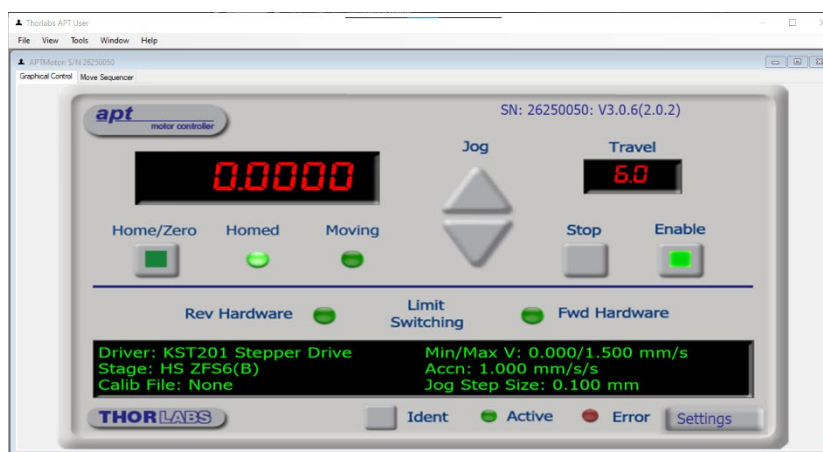 Thorlabs APT User
File View Tools Window Help
APTMotor: S/N 26250050
Graphical Control Move Sequencer
apt
motor controller
SN: 26250050: V3.0.6(2.0.2)
Jog
Travel
0.0000
6.0
Home/Zero Homed Moving
Stop Enable
Rev Hardware
Limit
Switching
Fwd Hardware
Driver: KST201 Stepper Drive
Stage: HS ZFS6(B)
Calib File: None
Min/Max V: 0.000/1.500 mm/s
Accn: 1.000 mm/s/s
Jog Step Size: 0.100 mm
THORLABS
Ident Active Error Settings